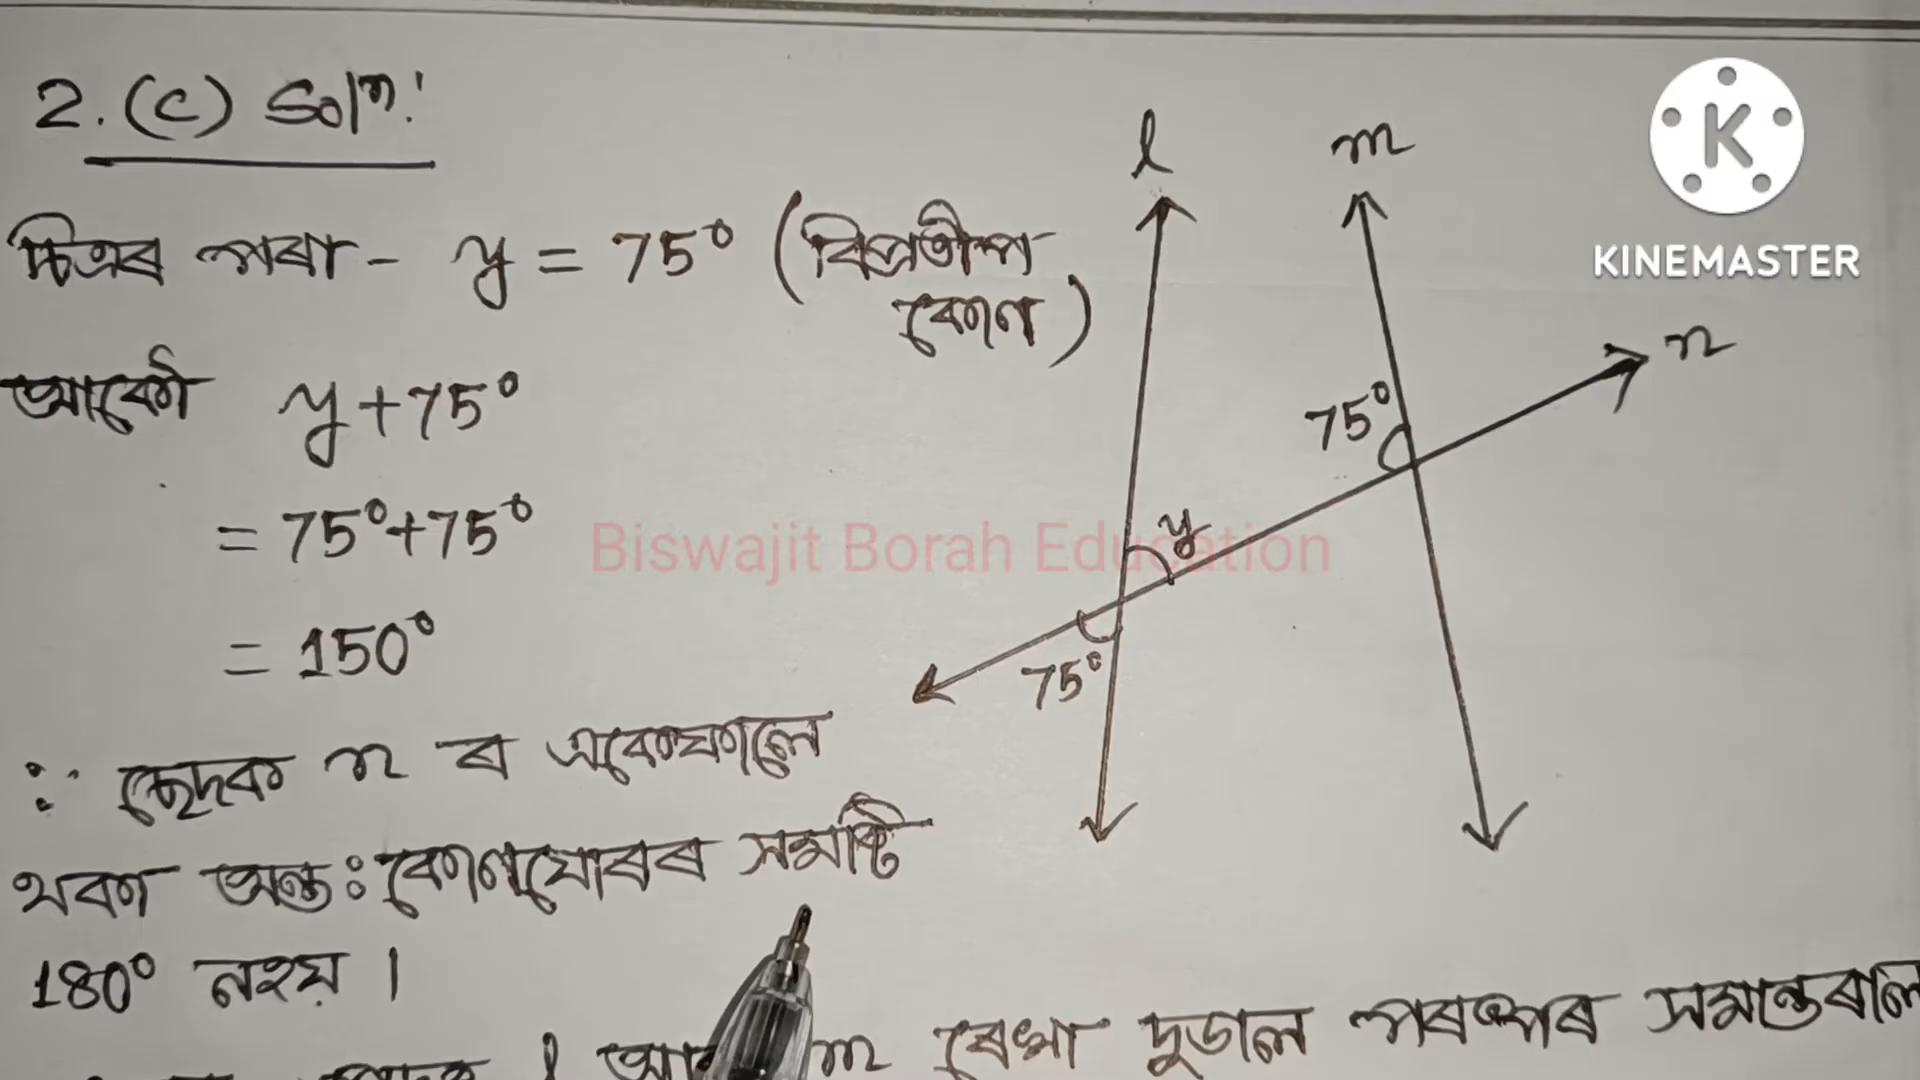 2. (c) Solⁿ:
চিত্ৰৰ পৰা - y = 75° (বিপ্ৰতীপ
কোণ)
আকৌ y + 75°
= 75° + 75°
= 150°
∴ ছেদক n ৰ একেফালে
থকা অন্তঃকোণযোৰৰ সমষ্টি
180° নহয় ।
l আৰু m ৰেখা দুডাল পৰস্পৰ সমান্তৰাল
l
m
n
75°
y
75°
K
KINEMASTER
Biswajit Borah Education